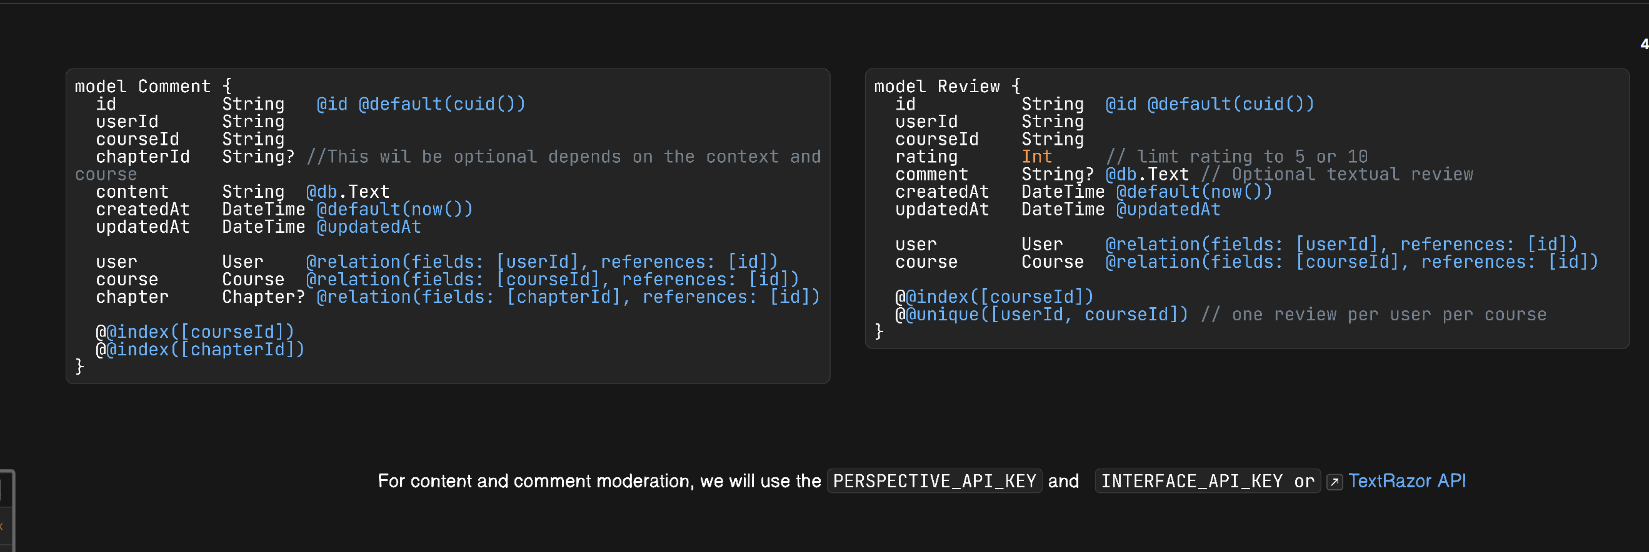 4
model Comment {
id String @id @default(cuid())
userId String
courseId String
chapterId String? //This wil be optional depends on the context and
course
content String @db.Text
createdAt DateTime @default(now())
updatedAt DateTime @updatedAt
user User @relation(fields: [userId], references: [id])
course Course @relation(fields: [courseId], references: [id])
chapter Chapter? @relation(fields: [chapterId], references: [id])
@@index([courseId])
@@index([chapterId])
}
model Review {
id String @id @default(cuid())
userId String
courseId String
rating Int // limt rating to 5 or 10
comment String? @db.Text // Optional textual review
createdAt DateTime @default(now())
updatedAt DateTime @updatedAt
user User @relation(fields: [userId], references: [id])
course Course @relation(fields: [courseId], references: [id])
@@index([courseId])
@@unique([userId, courseId]) // one review per user per course
}
For content and comment moderation, we will use the PERSPECTIVE_API_KEY and INTERFACE_API_KEY or TextRazor API